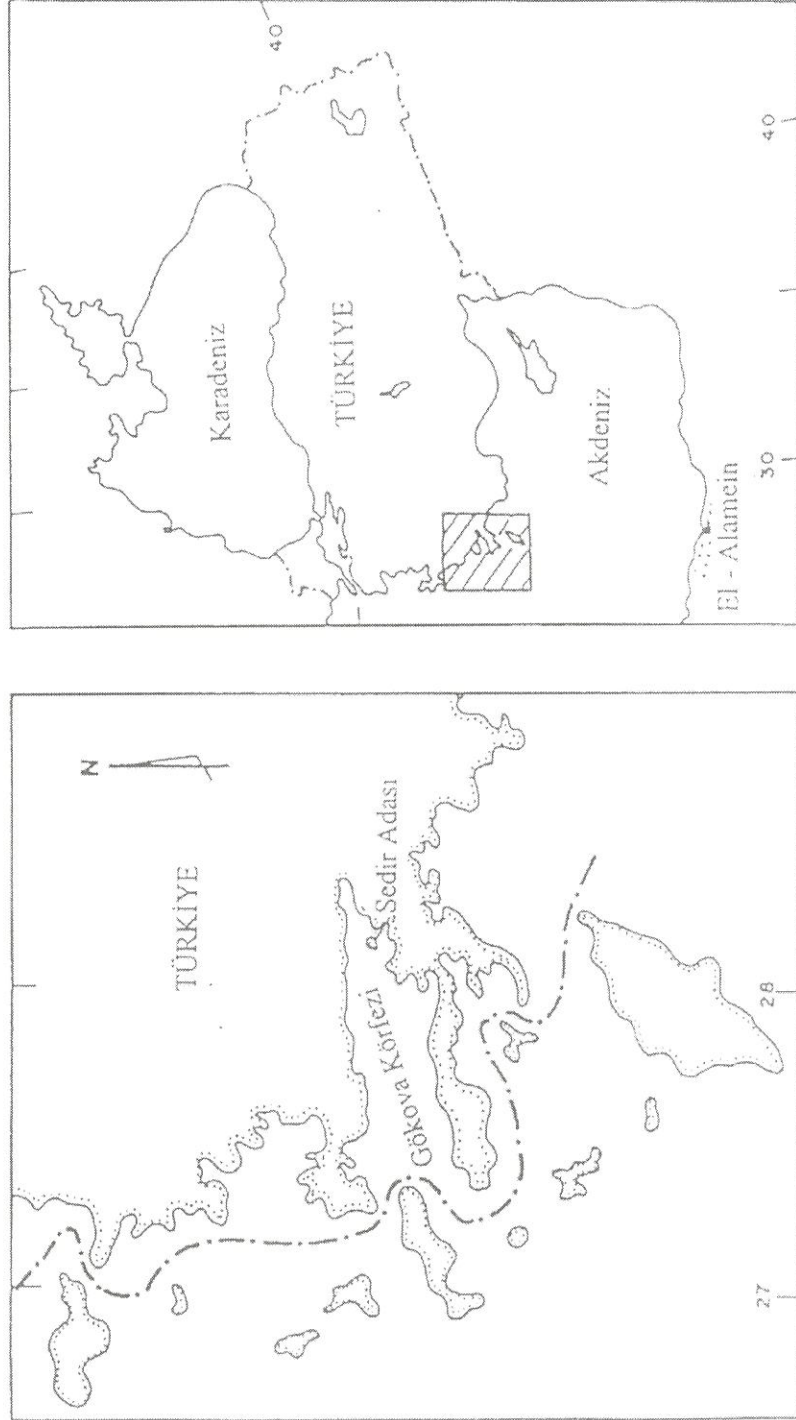 N
TÜRKİYE
Sedir Adası
Gökova Körfezi
27
28
40
Karadeniz
TÜRKİYE
Akdeniz
El - Alamein
30
40